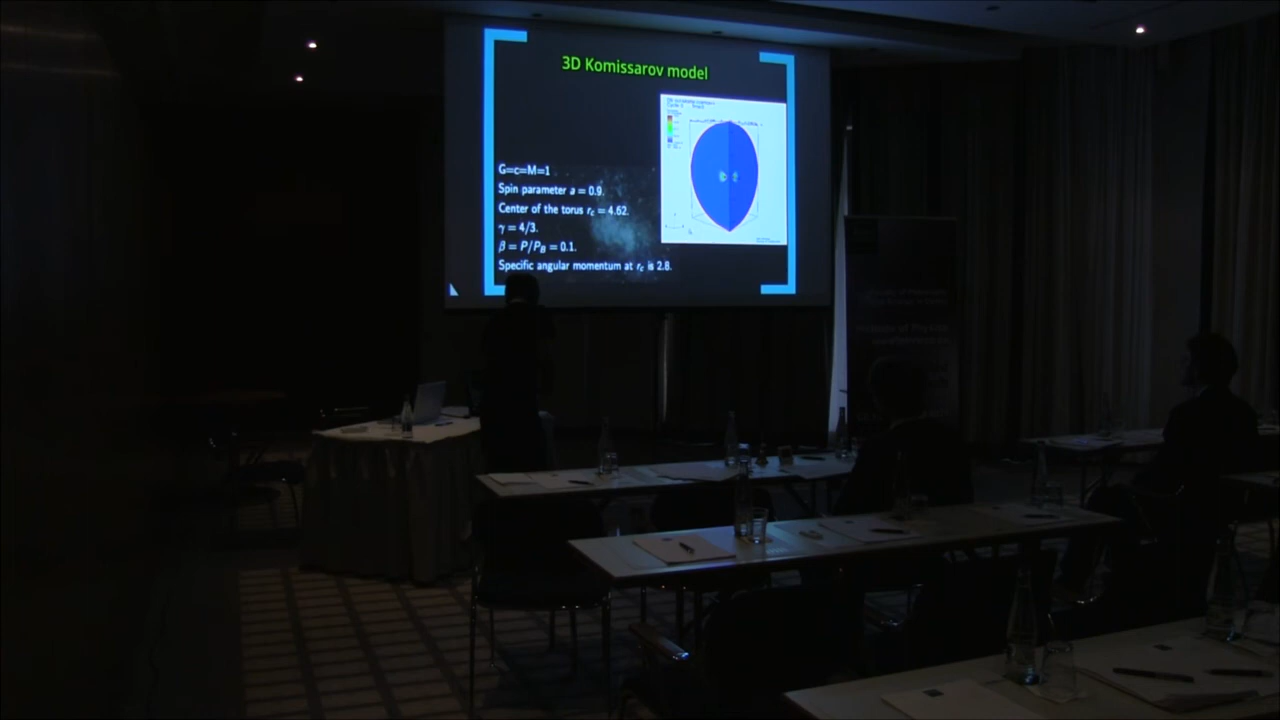 3D Komissarov model
G=c=M=1
Spin parameter a = 0.9.
Center of the torus r_c = 4.62.
γ = 4/3.
β = P/P_B = 0.1.
Specific angular momentum at r_c is 2.8.